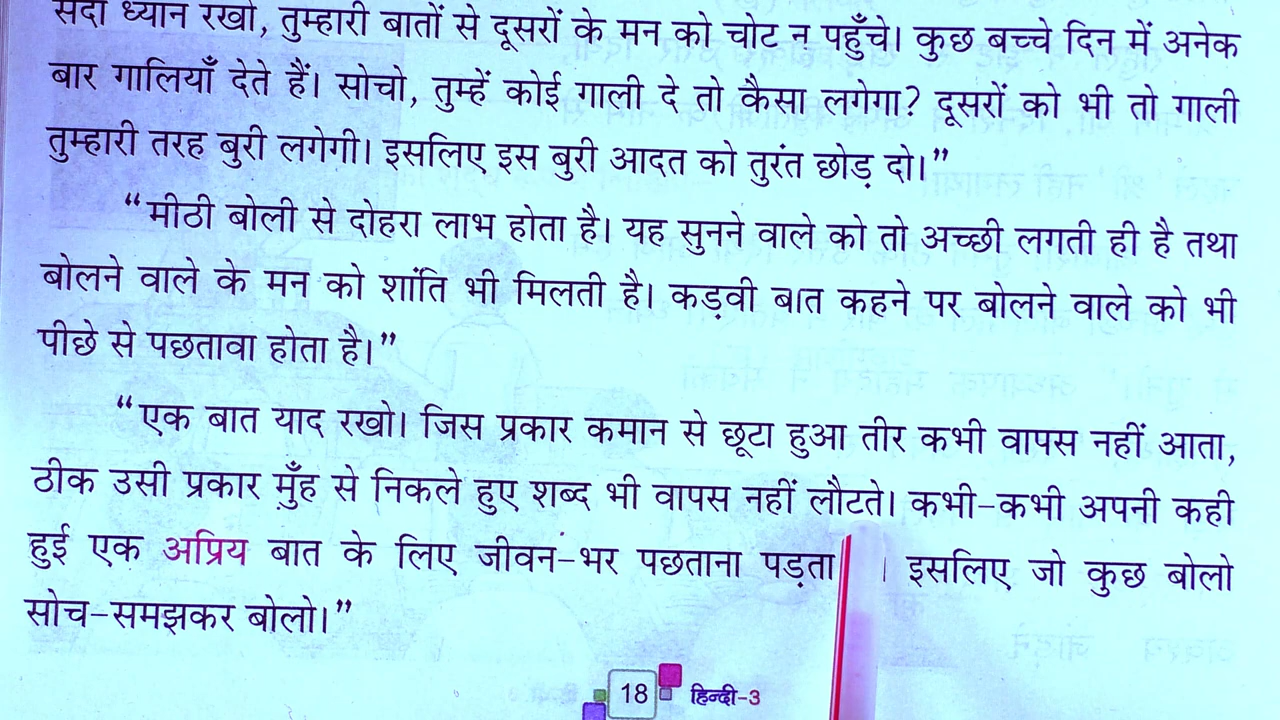 सदा ध्यान रखो, तुम्हारी बातों से दूसरों के मन को चोट न पहुँचे। कुछ बच्चे दिन में अनेक
बार गालियाँ देते हैं। सोचो, तुम्हें कोई गाली दे तो कैसा लगेगा? दूसरों को भी तो गाली
तुम्हारी तरह बुरी लगेगी। इसलिए इस बुरी आदत को तुरंत छोड़ दो।”
“मीठी बोली से दोहरा लाभ होता है। यह सुनने वाले को तो अच्छी लगती ही है तथा
बोलने वाले के मन को शांति भी मिलती है। कड़वी बात कहने पर बोलने वाले को भी
पीछे से पछतावा होता है।”
“एक बात याद रखो। जिस प्रकार कमान से छूटा हुआ तीर कभी वापस नहीं आता,
ठीक उसी प्रकार मुँह से निकले हुए शब्द भी वापस नहीं लौटते। कभी-कभी अपनी कही
हुई एक अप्रिय बात के लिए जीवन-भर पछताना पड़ता । इसलिए जो कुछ बोलो
सोच-समझकर बोलो।”
18 हिन्दी-3